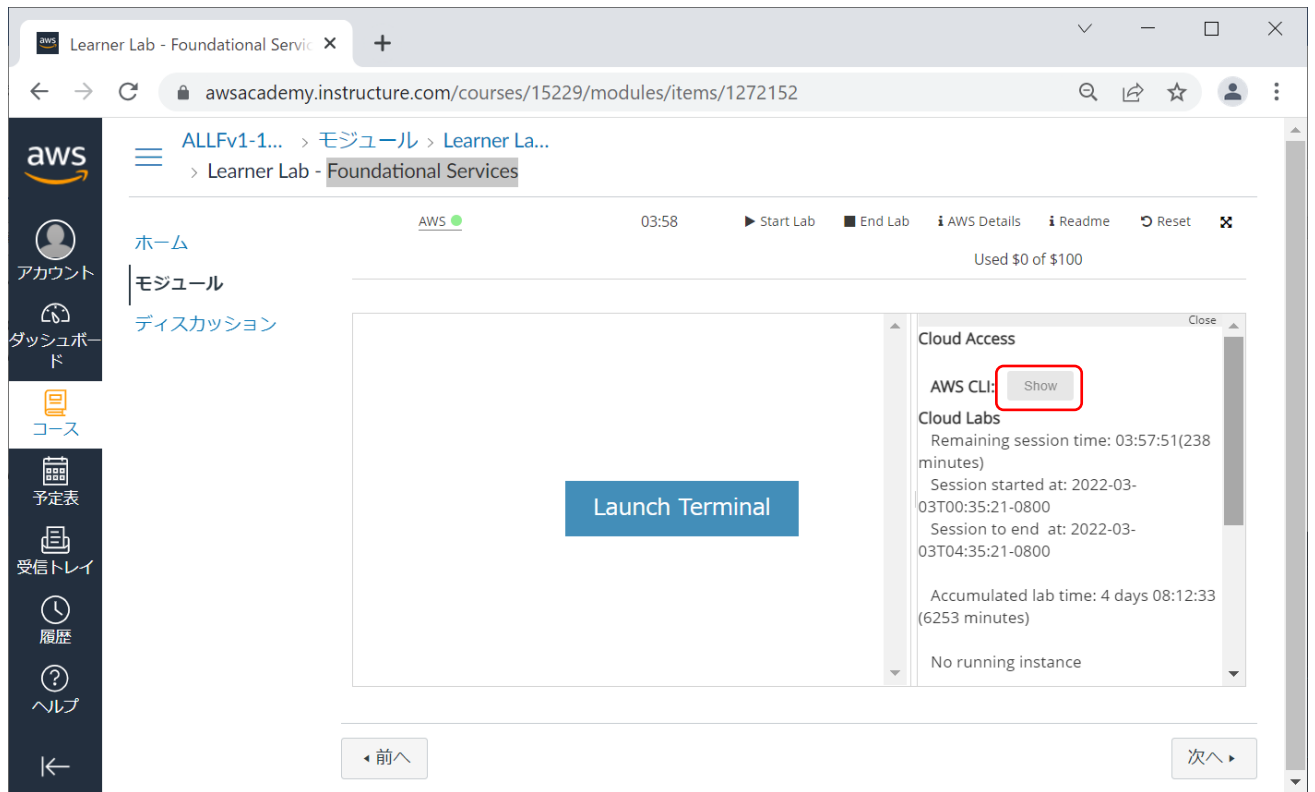 aws Learner Lab - Foundational Servic
awsacademy.instructure.com/courses/15229/modules/items/1272152
aws
アカウント
ダッシュボー
ド
コース
予定表
受信トレイ
履歴
ヘルプ
ALLFv1-1... > モジュール > Learner La...
> Learner Lab - Foundational Services
ホーム
モジュール
ディスカッション
AWS 03:58 Start Lab End Lab i AWS Details i Readme Reset
Used $0 of $100
Launch Terminal
Close
Cloud Access
AWS CLI: Show
Cloud Labs
Remaining session time: 03:57:51(238
minutes)
Session started at: 2022-03-
03T00:35:21-0800
Session to end at: 2022-03-
03T04:35:21-0800
Accumulated lab time: 4 days 08:12:33
(6253 minutes)
No running instance
前へ
次へ